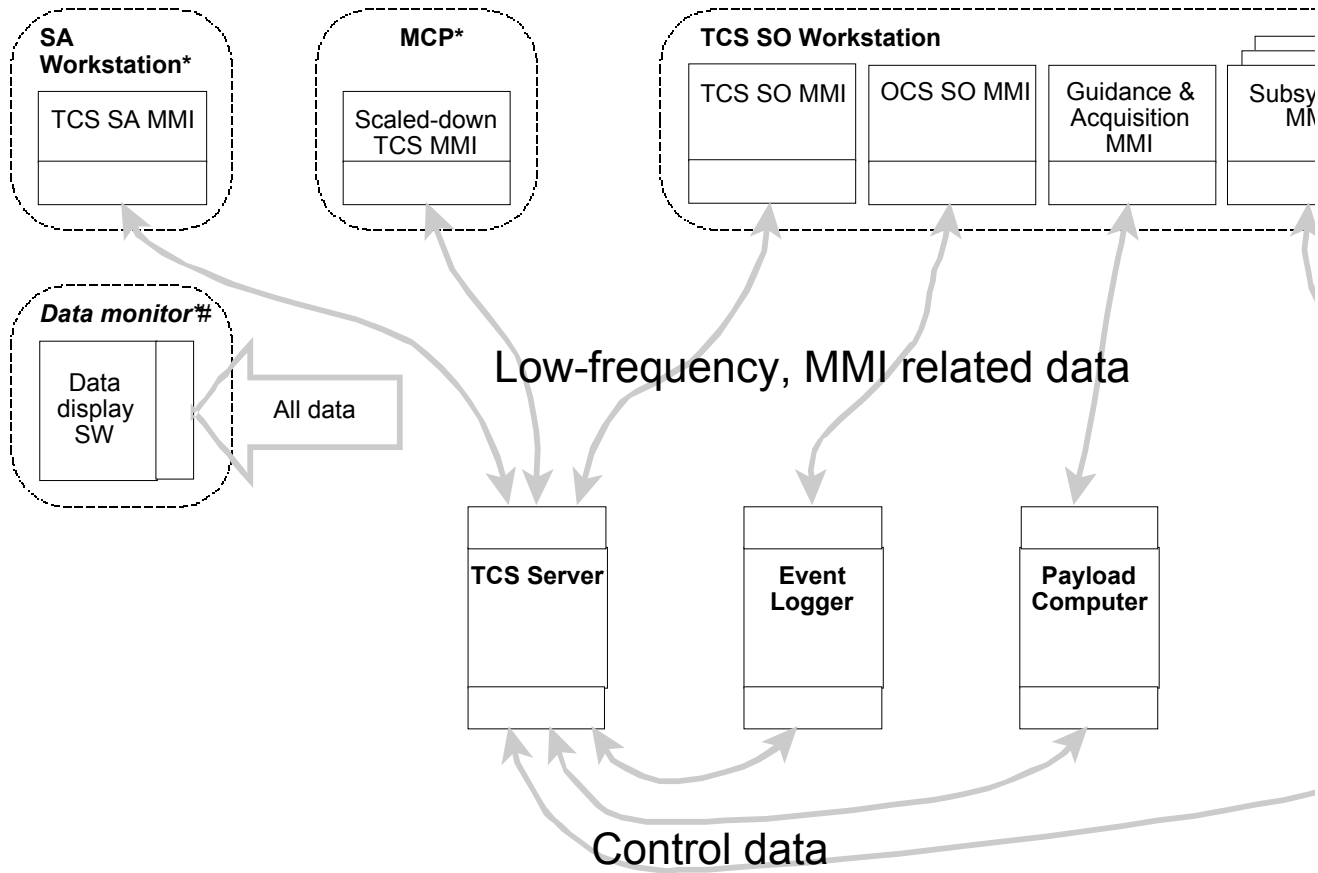 SA
Workstation*
TCS SA MMI
MCP*
Scaled-down
TCS MMI
TCS SO Workstation
TCS SO MMI
OCS SO MMI
Guidance &
Acquisition
MMI
Data monitor*#
Data
display
SW
All data
Low-frequency, MMI related data
TCS Server
Event
Logger
Payload
Computer
Control data